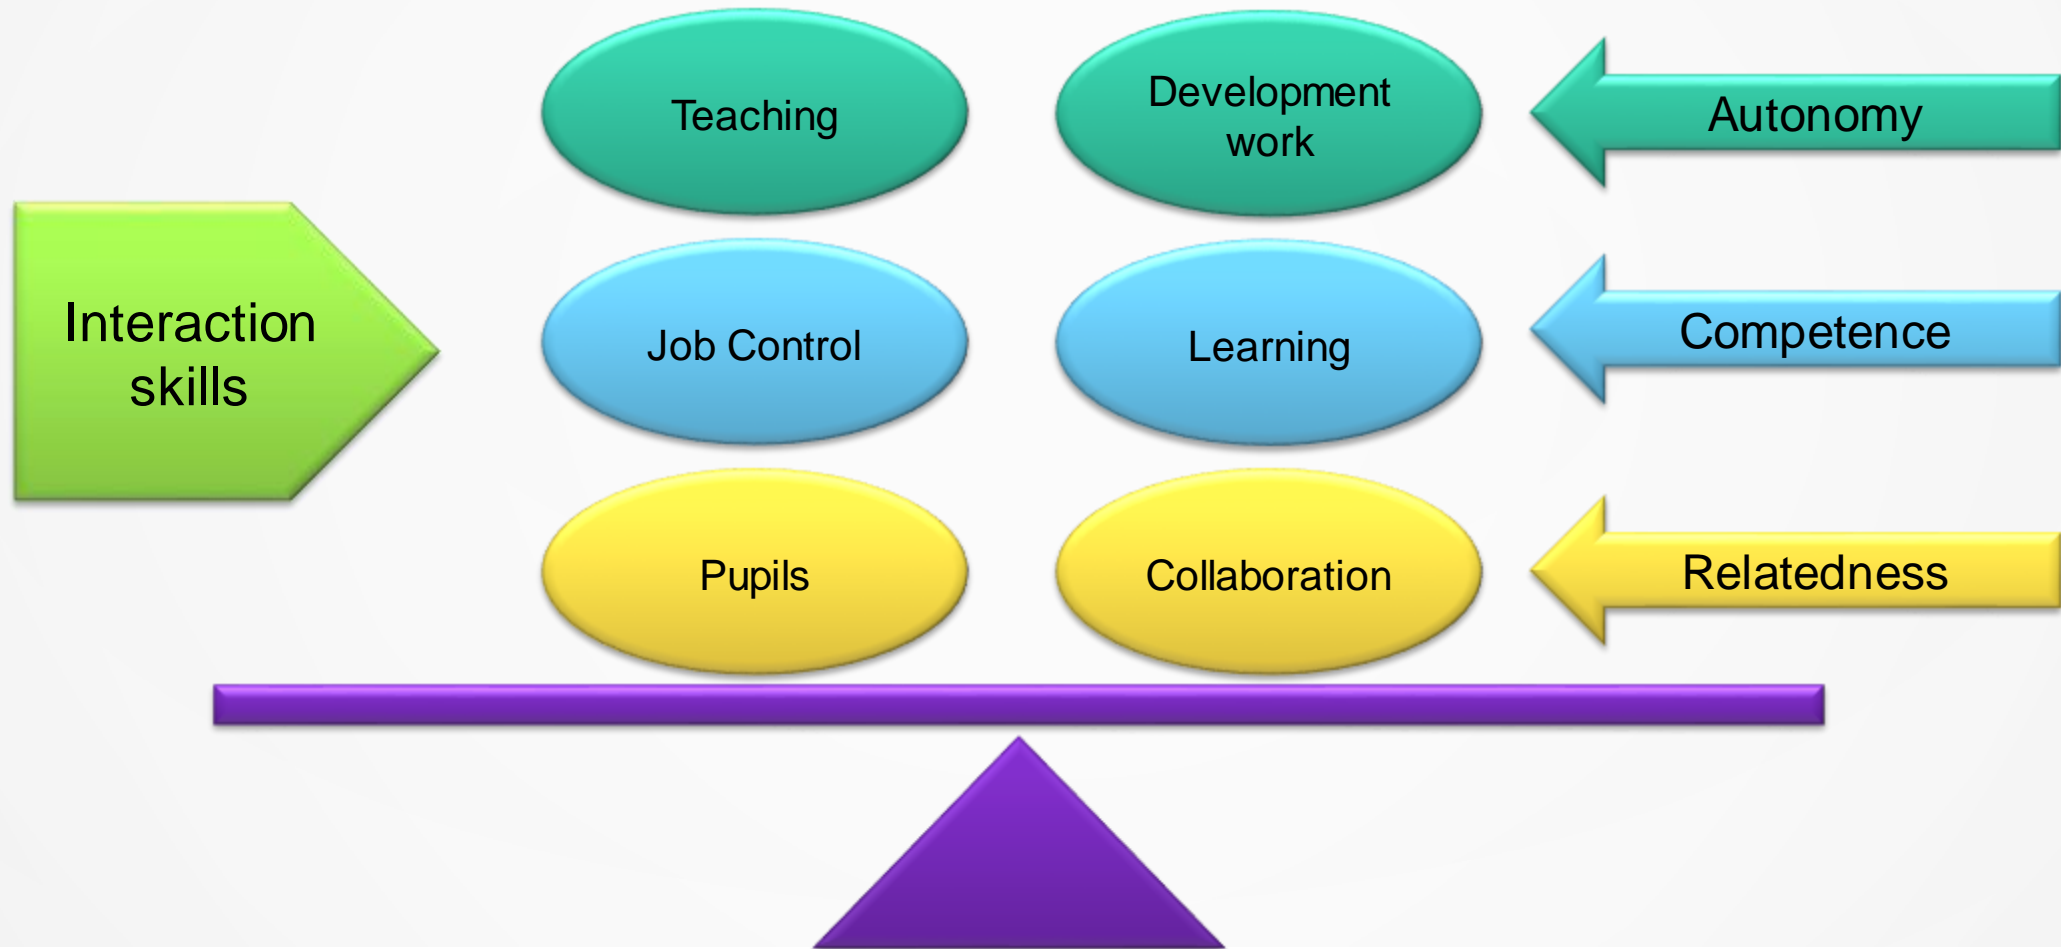 Teaching
Development
work
Autonomy
Interaction
skills
Job Control
Learning
Competence
Pupils
Collaboration
Relatedness